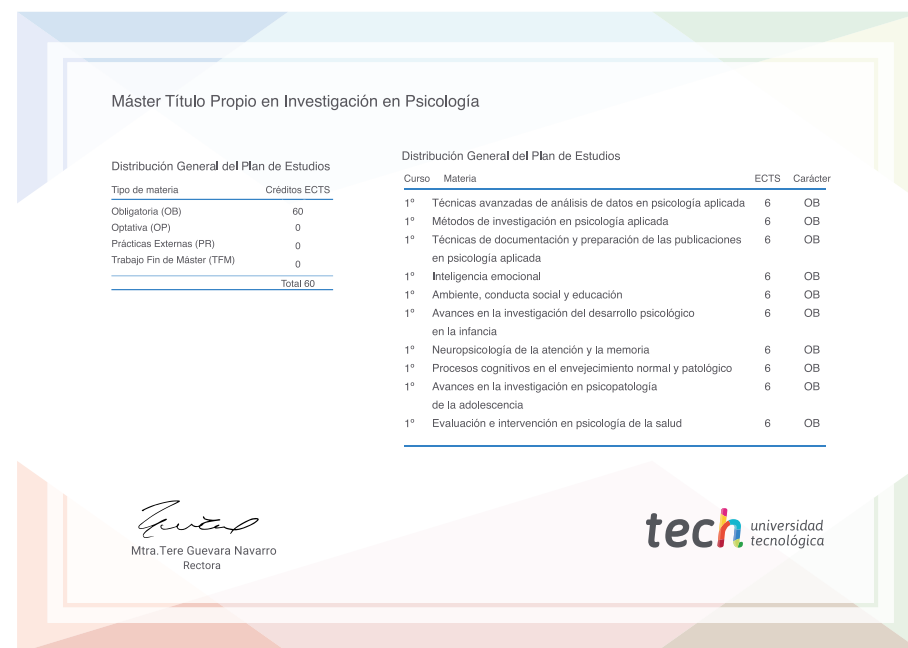 Máster Título Propio en Investigación en Psicología
Distribución General del Plan de Estudios
Tipo de materia Créditos ECTS
Obligatoria (OB) 60
Optativa (OP) 0
Prácticas Externas (PR) 0
Trabajo Fin de Máster (TFM) 0
Total 60
Distribución General del Plan de Estudios
Curso Materia ECTS Carácter
1º Técnicas avanzadas de análisis de datos en psicología aplicada 6 OB
1º Métodos de investigación en psicología aplicada 6 OB
1º Técnicas de documentación y preparación de las publicaciones 6 OB
en psicología aplicada
1º Inteligencia emocional 6 OB
1º Ambiente, conducta social y educación 6 OB
1º Avances en la investigación del desarrollo psicológico 6 OB
en la infancia
1º Neuropsicología de la atención y la memoria 6 OB
1º Procesos cognitivos en el envejecimiento normal y patológico 6 OB
1º Avances en la investigación en psicopatología 6 OB
de la adolescencia
1º Evaluación e intervención en psicología de la salud 6 OB
Mtra.Tere Guevara Navarro
Rectora
tech universidad
tecnológica